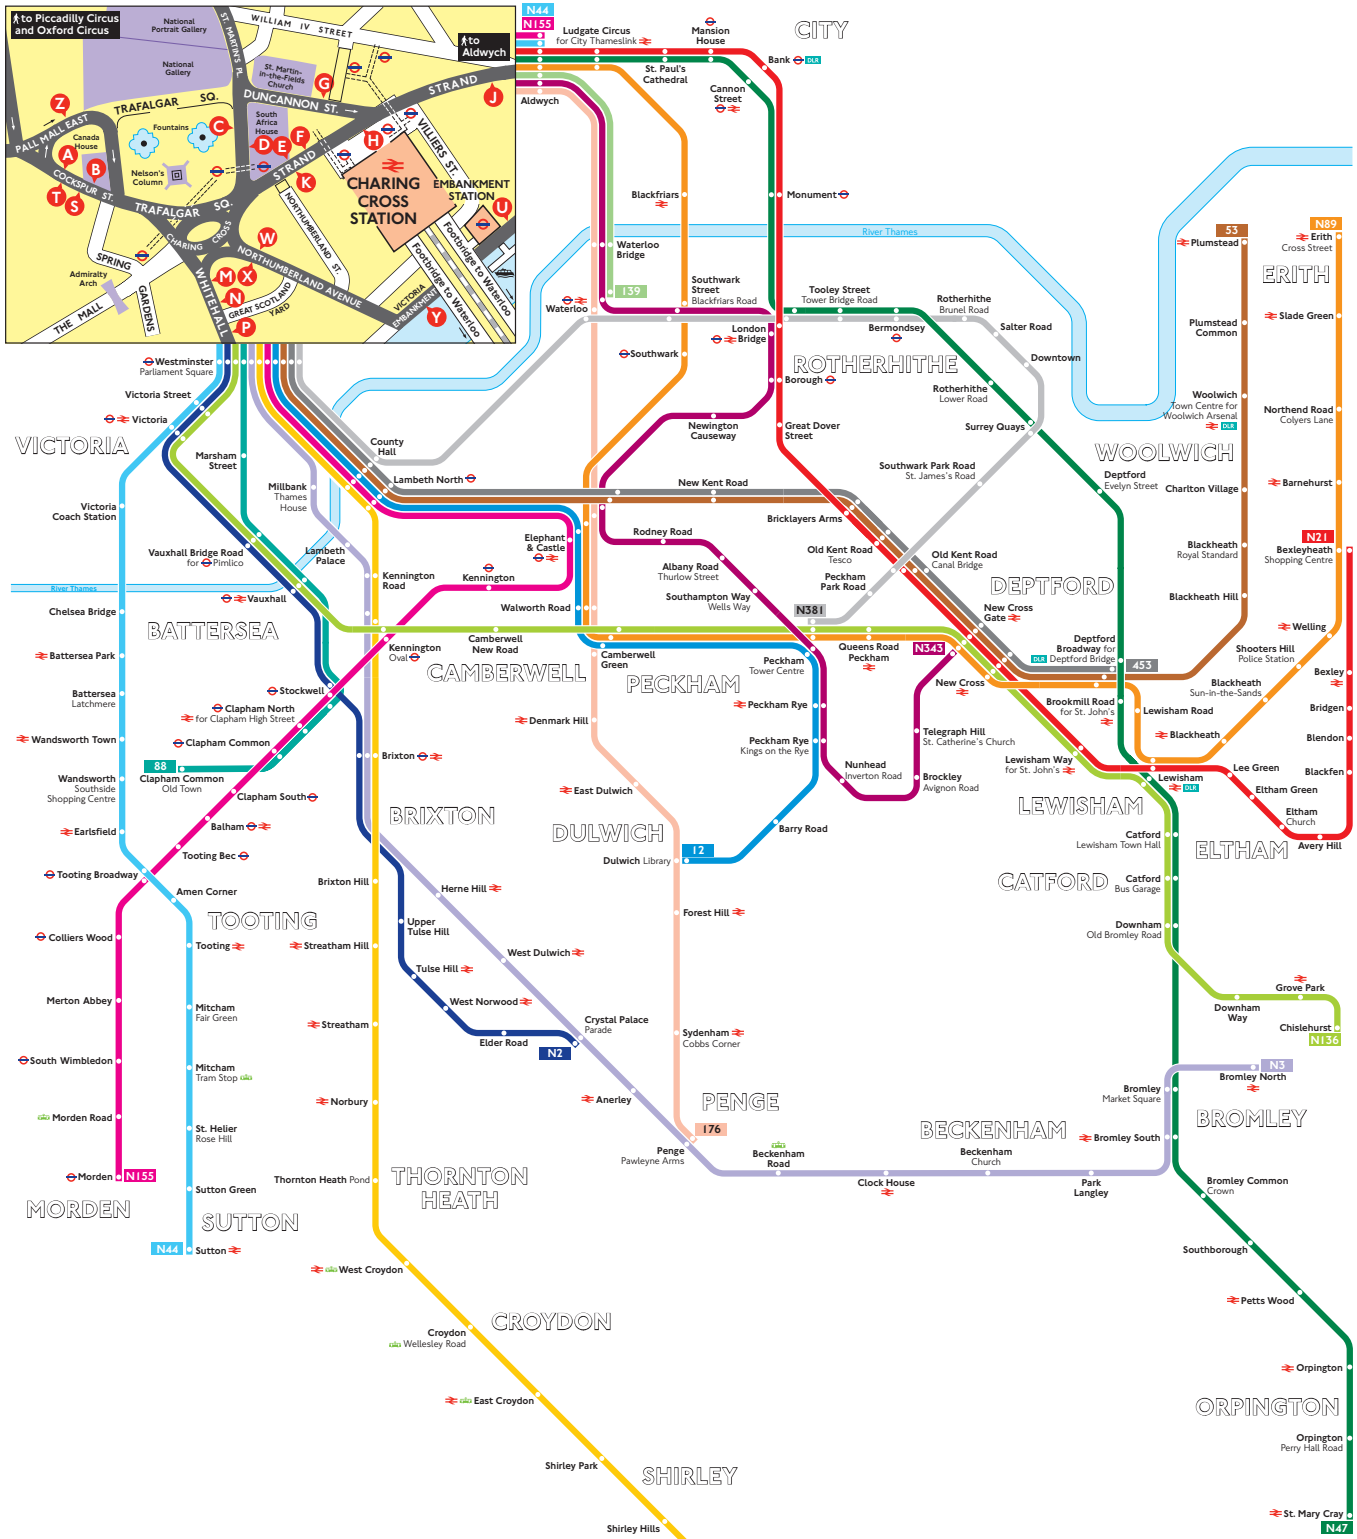 to Piccadilly Circus
and Oxford Circus
National
Portrait Gallery
ST. MARTIN'S PL.
WILLIAM IV STREET
to
Aldwych
National
Gallery
St. Martin-
in-the-Fields
Church
G
STRAND
J
Z
TRAFALGAR SQ.
DUNCANNON ST.
PALL MALL EAST
Canada
House
Fountains
C
South
Africa
House
D
E
F
H
VILLIERS ST.
A
B
Nelson's
Column
STRAND
K
CHARING
CROSS
STATION
EMBANKMENT
STATION
U
COCKSPUR ST.
T
S
TRAFALGAR SQ.
NORTHUMBERLAND ST.
CHARING CROSS
W
SPRING
GARDENS
Admiralty
Arch
THE MALL
WHITEHALL
M
X
N
P
NORTHUMBERLAND AVENUE
GREAT SCOTLAND
YARD
VICTORIA
EMBANKMENT
Y
Footbridge to Waterloo
Footbridge to Waterloo
N44
N155
Ludgate Circus
for City Thameslink
Mansion
House
CITY
Bank
DLR
St. Paul's
Cathedral
Cannon
Street
Aldwych
Blackfriars
Monument
River Thames
Waterloo
Bridge
139
Waterloo
Southwark
Street
Blackfriars Road
Tooley Street
Tower Bridge Road
Rotherhithe
Brunel Road
Salter Road
London
Bridge
Bermondsey
Downtown
Southwark
ROTHERHITHE
Borough
Rotherhithe
Lower Road
Newington
Causeway
Great Dover
Street
Surrey Quays
53
Plumstead
N89
Erith
Cross Street
ERITH
Slade Green
Plumstead
Common
Woolwich
Town Centre for
Woolwich Arsenal
DLR
Northend Road
Colyers Lane
WOOLWICH
Westminster
Parliament Square
Victoria Street
Victoria
VICTORIA
Marsham
Street
County
Hall
Millbank
Thames
House
Lambeth North
New Kent Road
Southwark Park Road
St. James's Road
Deptford
Evelyn Street
Charlton Village
Barnehurst
Victoria
Coach Station
Bricklayers Arms
N21
Bexleyheath
Shopping Centre
Vauxhall Bridge Road
for Pimlico
Lambeth
Palace
Elephant
& Castle
Rodney Road
Old Kent Road
Tesco
Old Kent Road
Canal Bridge
Blackheath
Royal Standard
River Thames
Vauxhall
Kennington
Road
Kennington
Albany Road
Thurlow Street
Peckham
Park Road
DEPTFORD
Blackheath Hill
Chelsea Bridge
Walworth Road
Southampton Way
Wells Way
N381
New Cross
Gate
BATTERSEA
Welling
Battersea Park
Kennington
Oval
Camberwell
New Road
Camberwell
Green
Queens Road
Peckham
N343
Deptford
Broadway for
DLR
Deptford Bridge
453
Shooters Hill
Police Station
CAMBERWELL
PECKHAM
Peckham
Tower Centre
Bexley
Battersea
Latchmere
Stockwell
New Cross
Blackheath
Sun-in-the-Sands
Clapham North
for Clapham High Street
Denmark Hill
Peckham Rye
Brookmill Road
for St. John's
Lewisham Road
Bridgen
Wandsworth Town
Clapham Common
Telegraph Hill
St. Catherine's Church
Blackheath
Blendon
88
Clapham Common
Old Town
Brixton
Peckham Rye
Kings on the Rye
Lewisham Way
for St. John's
Wandsworth
Southside
Shopping Centre
Clapham South
East Dulwich
Nunhead
Inverton Road
Brockley
Avignon Road
Lewisham
DLR
Lee Green
Blackfen
Eltham Green
BRIXTON
LEWISHAM
Earlsfield
Balham
DULWICH
Barry Road
Catford
Lewisham Town Hall
Eltham
Church
Tooting Bec
ELTHAM
Avery Hill
Dulwich Library
12
Tooting Broadway
Amen Corner
Brixton Hill
Herne Hill
CATFORD
Catford
Bus Garage
TOOTING
Upper
Tulse Hill
Forest Hill
Downham
Old Bromley Road
Colliers Wood
Tooting
Streatham Hill
West Dulwich
Tulse Hill
Grove Park
Merton Abbey
Mitcham
Fair Green
West Norwood
Downham
Way
Streatham
Crystal Palace
Parade
Chislehurst
N136
Elder Road
N2
Sydenham
Cobbs Corner
South Wimbledon
Mitcham
Tram Stop
N3
Bromley North
Anerley
Bromley
Market Square
Morden Road
Norbury
PENGE
BROMLEY
St. Helier
Rose Hill
176
BECKENHAM
Bromley South
Penge
Pawleyne Arms
Beckenham
Road
Beckenham
Church
Morden
N155
Thornton Heath Pond
THORNTON
HEATH
Clock House
Park
Langley
Bromley Common
Crown
Sutton Green
MORDEN
SUTTON
N44
Sutton
Southborough
West Croydon
Petts Wood
CROYDON
Croydon
Wellesley Road
Orpington
East Croydon
ORPINGTON
Orpington
Perry Hall Road
Shirley Park
SHIRLEY
St. Mary Cray
N47
Shirley Hills